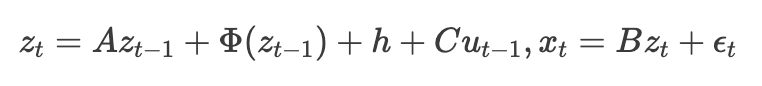 z_t = Az_{t−1} + Φ(z_{t−1}) + h + Cu_{t−1}, x_t = Bz_t + ϵ_t